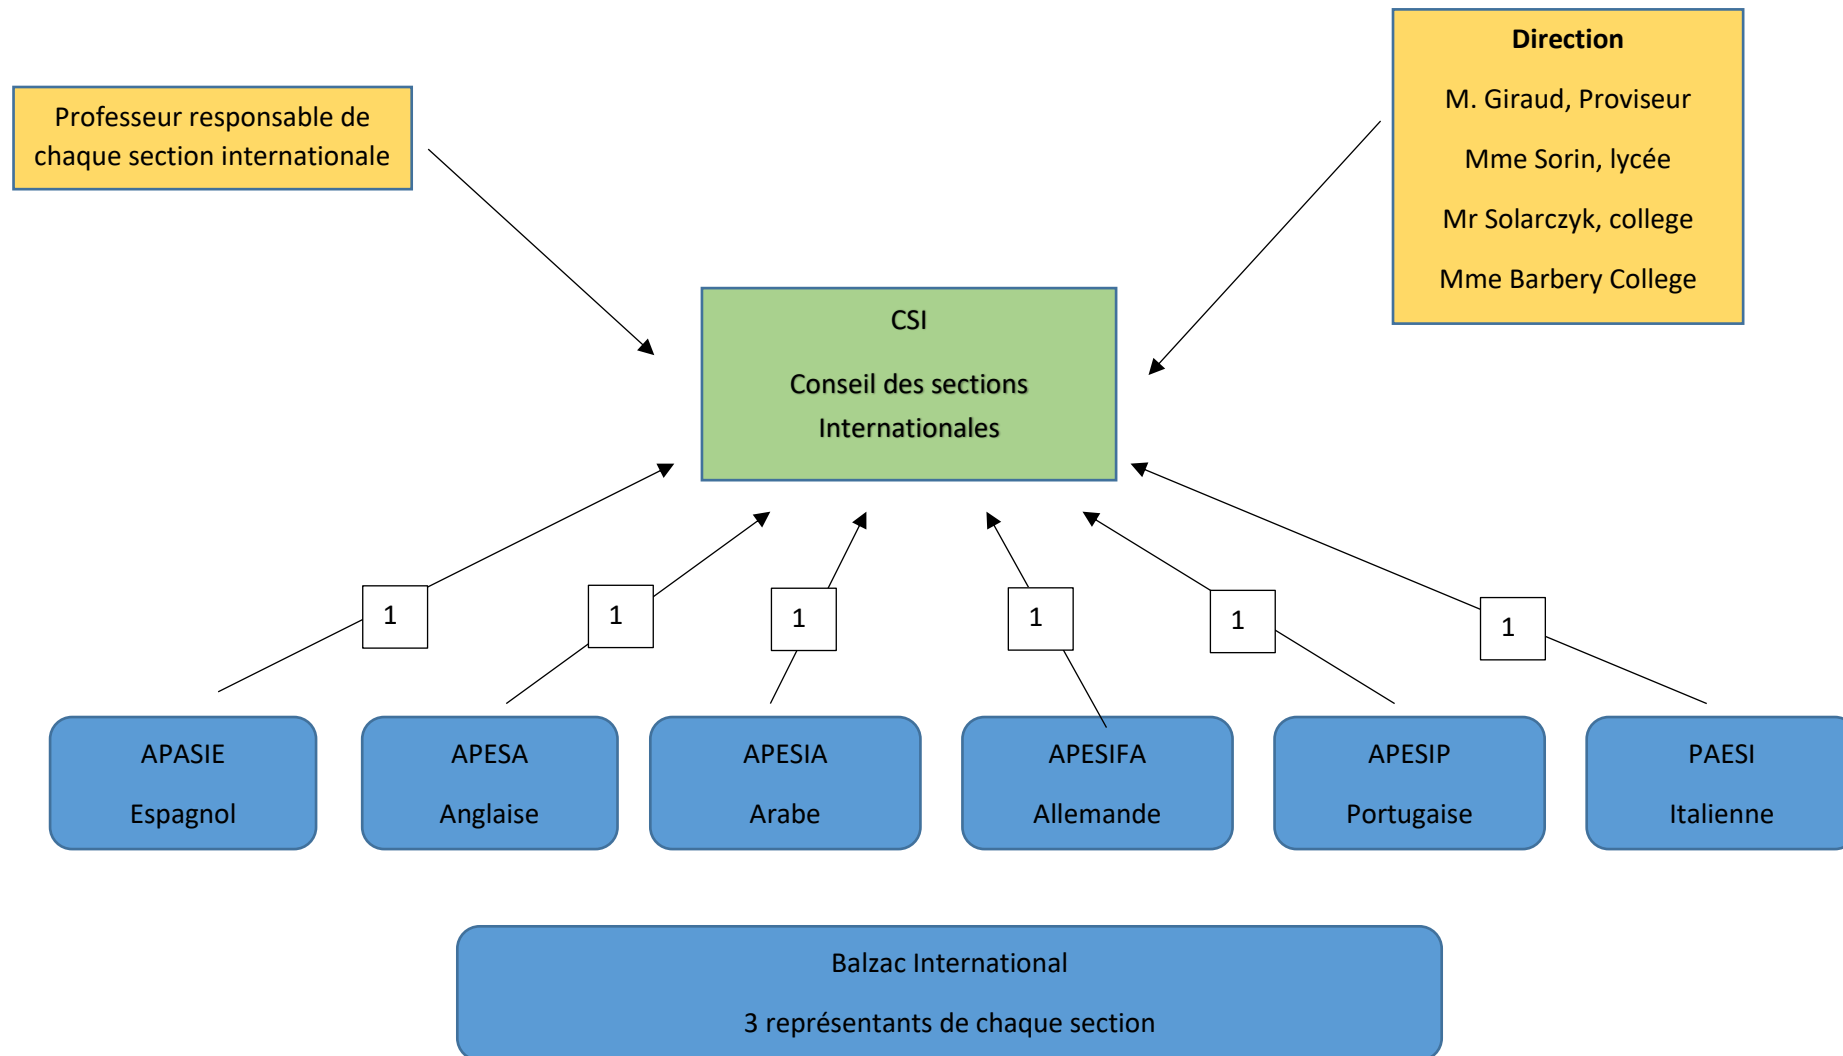 Direction
M. Giraud, Proviseur
Mme Sorin, lycée
Mr Solarczyk, college
Mme Barbery College
Professeur responsable de
chaque section internationale
CSI
Conseil des sections
Internationales
1
1
1
1
1
1
APASIE
Espagnol
APESA
Anglaise
APESIA
Arabe
APESIFA
Allemande
APESIP
Portugaise
PAESI
Italienne
Balzac International
3 représentants de chaque section